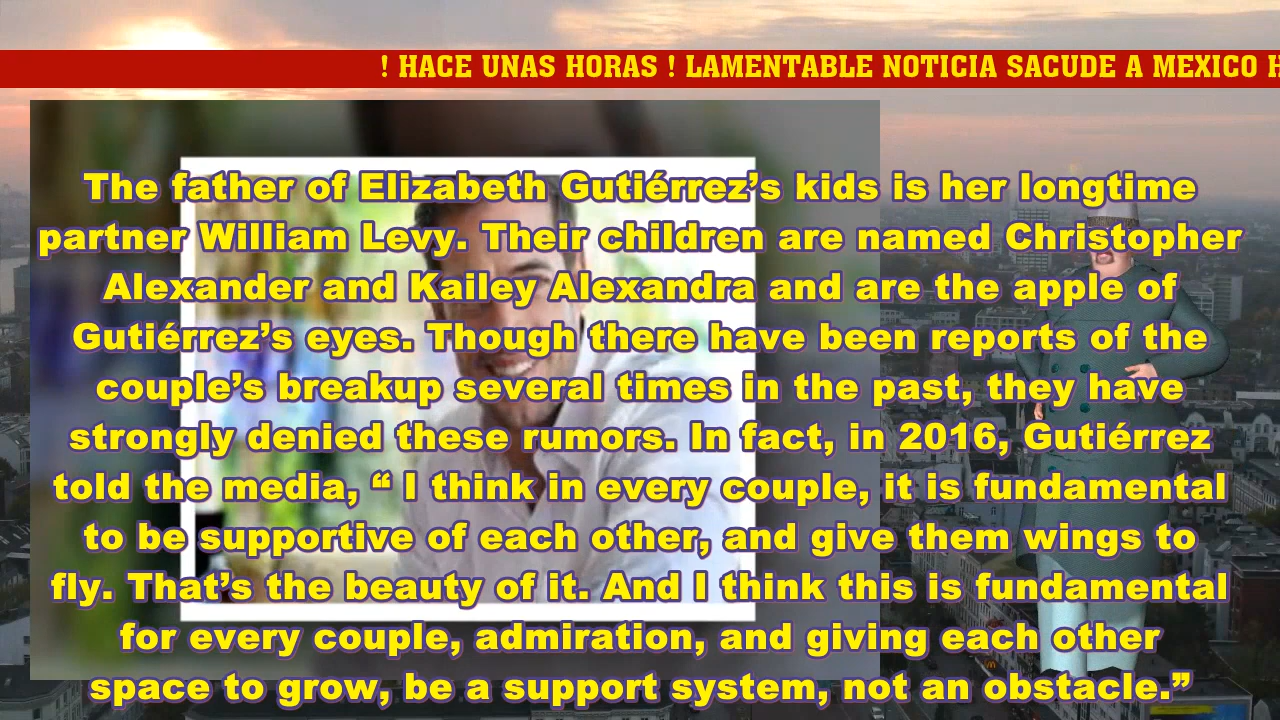 ! HACE UNAS HORAS ! LAMENTABLE NOTICIA SACUDE A MEXICO H
The father of Elizabeth Gutiérrez’s kids is her longtime
partner William Levy. Their children are named Christopher
Alexander and Kailey Alexandra and are the apple of
Gutiérrez’s eyes. Though there have been reports of the
couple’s breakup several times in the past, they have
strongly denied these rumors. In fact, in 2016, Gutiérrez
told the media, “ I think in every couple, it is fundamental
to be supportive of each other, and give them wings to
fly. That’s the beauty of it. And I think this is fundamental
for every couple, admiration, and giving each other
space to grow, be a support system, not an obstacle.”